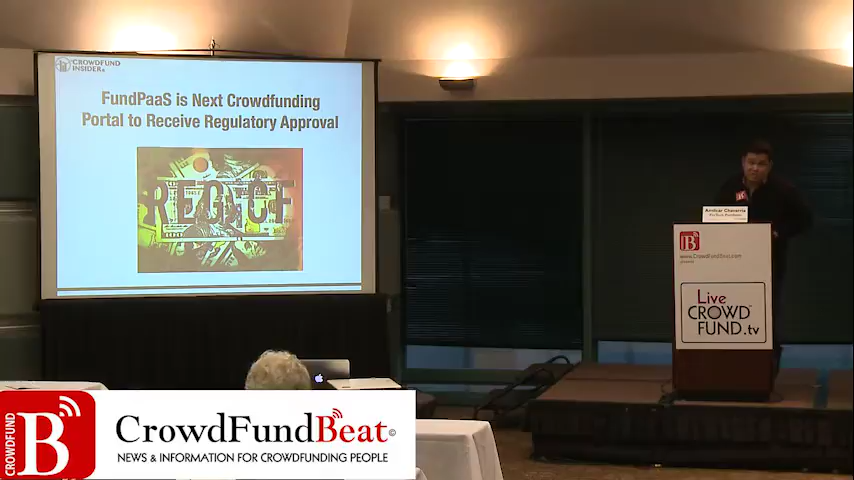 CROWDFUND
INSIDER
FundPaaS is Next Crowdfunding
Portal to Receive Regulatory Approval
REG CF
B
www.CrowdFundBeat.com
Live
CROWD
FUND.tv
CROWDFUND
B
CrowdFundBeat
NEWS & INFORMATION FOR CROWDFUNDING PEOPLE